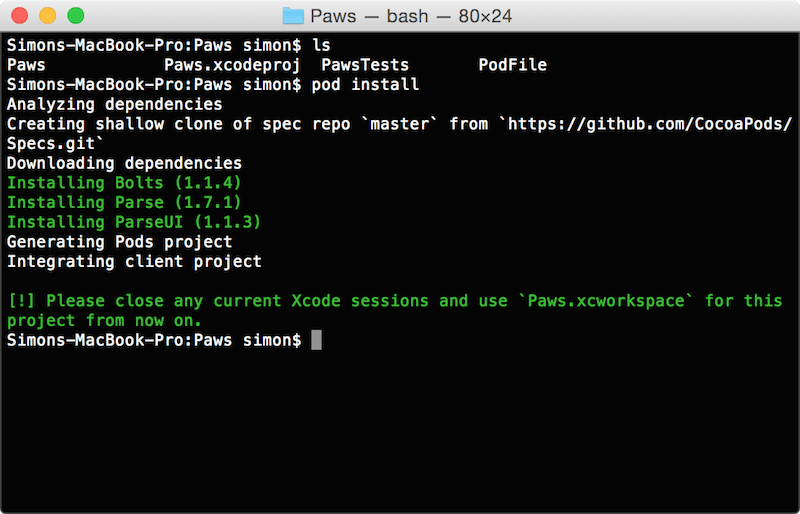 Paws — bash — 80×24
Simons-MacBook-Pro:Paws simon$ ls
Paws Paws.xcodeproj PawsTests PodFile
Simons-MacBook-Pro:Paws simon$ pod install
Analyzing dependencies
Creating shallow clone of spec repo `master` from `https://github.com/CocoaPods/
Specs.git`
Downloading dependencies
Installing Bolts (1.1.4)
Installing Parse (1.7.1)
Installing ParseUI (1.1.3)
Generating Pods project
Integrating client project
[!] Please close any current Xcode sessions and use `Paws.xcworkspace` for this
project from now on.
Simons-MacBook-Pro:Paws simon$